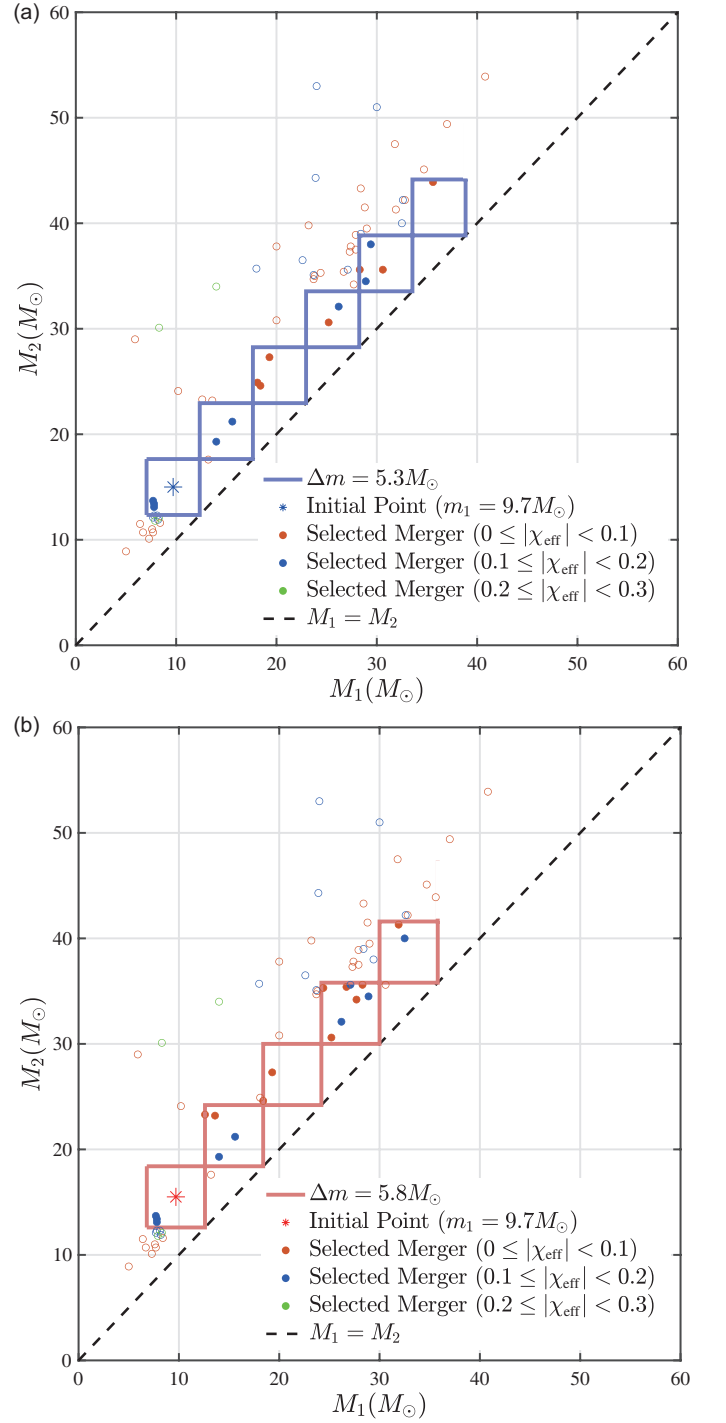 (a)
60
50
40
30
20
10
0
M₂(M⊙)
Δm = 5.3M⊙
Initial Point (m₁ = 9.7M⊙)
Selected Merger (0 ≤ |χeff| < 0.1)
Selected Merger (0.1 ≤ |χeff| < 0.2)
Selected Merger (0.2 ≤ |χeff| < 0.3)
M₁ = M₂
0 10 20 30 40 50 60
M₁(M⊙)
(b)
60
50
40
30
20
10
0
M₂(M⊙)
Δm = 5.8M⊙
Initial Point (m₁ = 9.7M⊙)
Selected Merger (0 ≤ |χeff| < 0.1)
Selected Merger (0.1 ≤ |χeff| < 0.2)
Selected Merger (0.2 ≤ |χeff| < 0.3)
M₁ = M₂
0 10 20 30 40 50 60
M₁(M⊙)